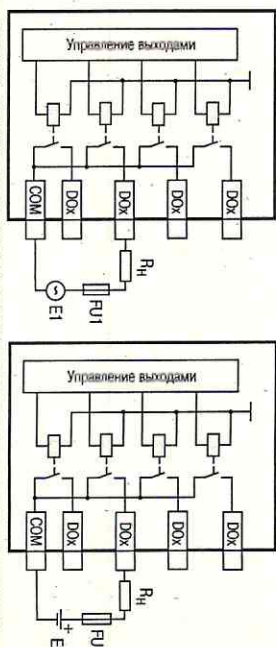 Управление выходами
COM
DOx
DOx
DOx
DOx
Rн
FU1
E1
Управление выходами
COM
DOx
DOx
DOx
DOx
Rн
FU
+
E